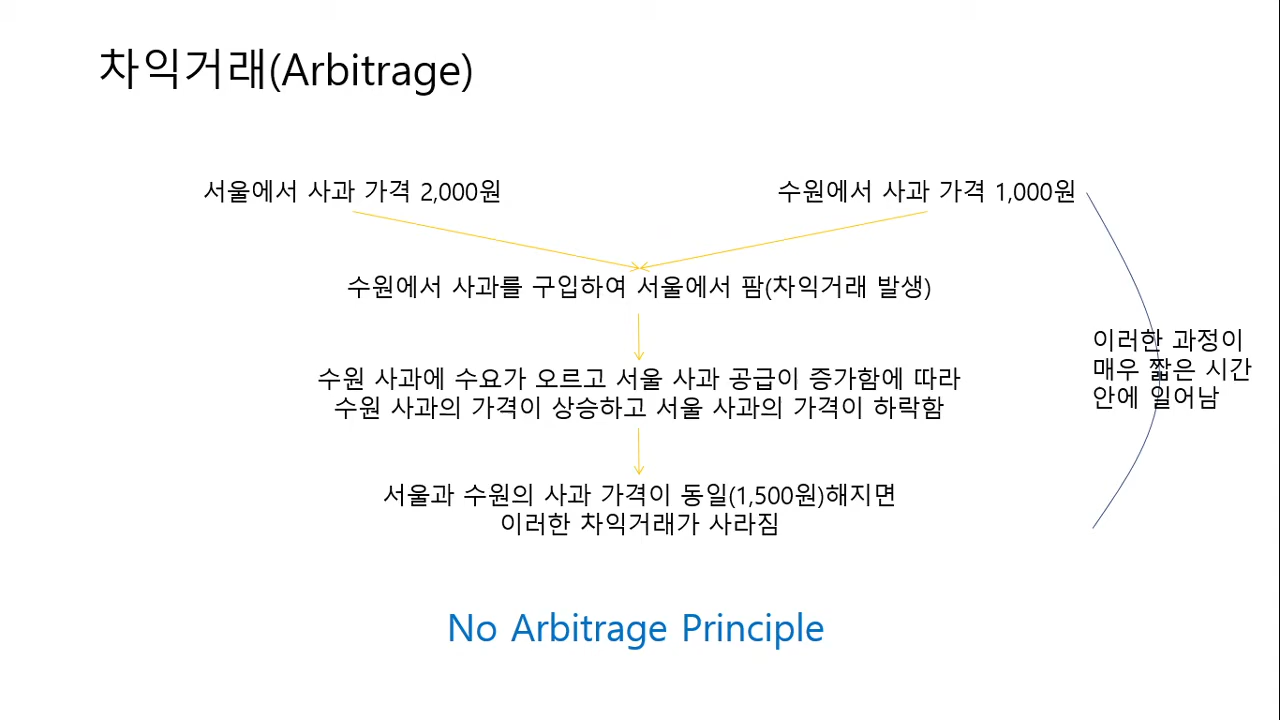 차익거래(Arbitrage)
서울에서 사과 가격 2,000원
수원에서 사과 가격 1,000원
수원에서 사과를 구입하여 서울에서 팜(차익거래 발생)
수원 사과에 수요가 오르고 서울 사과 공급이 증가함에 따라
수원 사과의 가격이 상승하고 서울 사과의 가격이 하락함
서울과 수원의 사과 가격이 동일(1,500원)해지면
이러한 차익거래가 사라짐
이러한 과정이
매우 짧은 시간
안에 일어남
No Arbitrage Principle